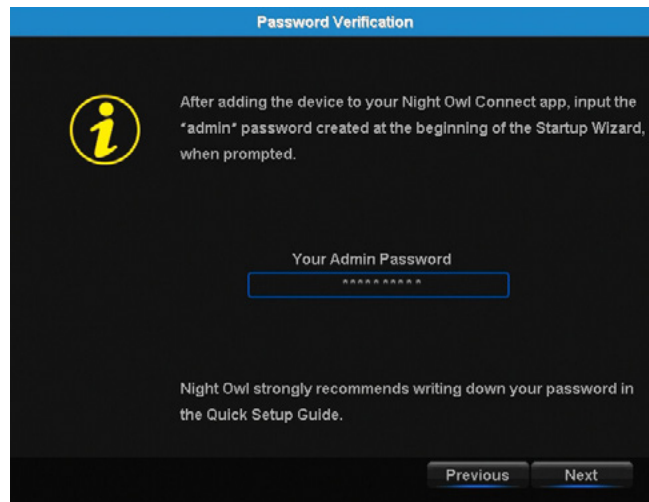 Password Verification
After adding the device to your Night Owl Connect app, input the
"admin" password created at the beginning of the Startup Wizard,
when prompted.
Your Admin Password
**********
Night Owl strongly recommends writing down your password in
the Quick Setup Guide.
Previous Next